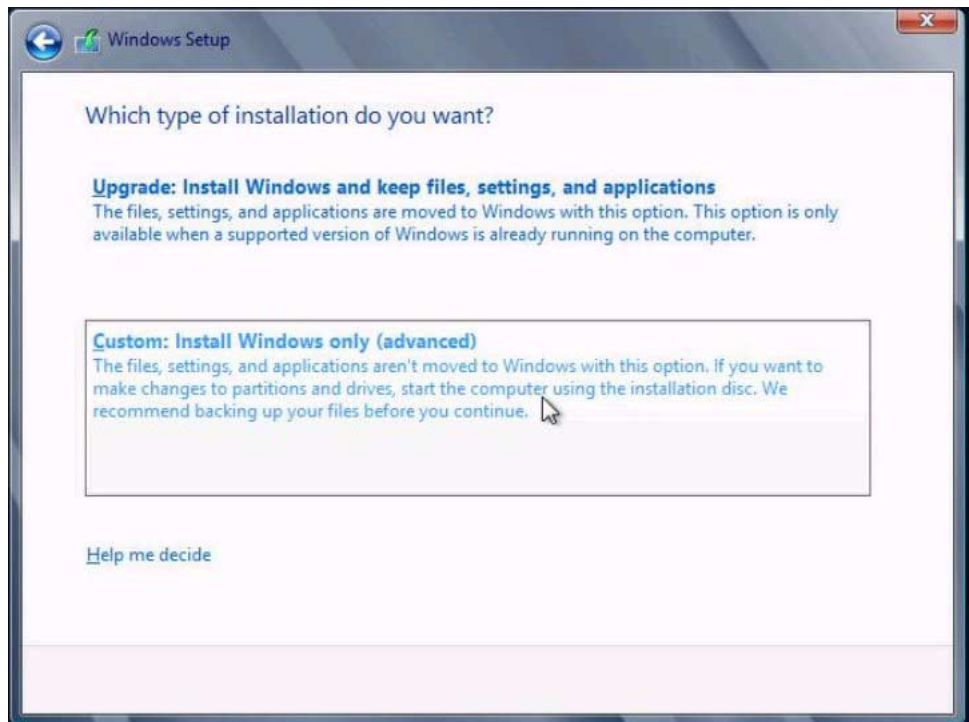 Windows Setup
Which type of installation do you want?
Upgrade: Install Windows and keep files, settings, and applications
The files, settings, and applications are moved to Windows with this option. This option is only
available when a supported version of Windows is already running on the computer.
Custom: Install Windows only (advanced)
The files, settings, and applications aren't moved to Windows with this option. If you want to
make changes to partitions and drives, start the computer using the installation disc. We
recommend backing up your files before you continue.
Help me decide